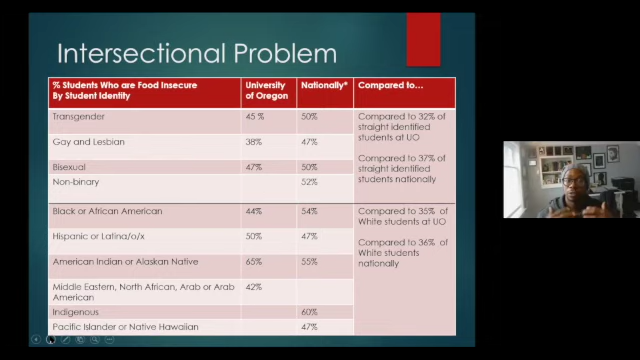 Intersectional Problem
% Students Who are Food Insecure
By Student Identity
University
of Oregon
Nationally*
Compared to…
Transgender
45 %
50%
Compared to 32% of
straight identified
students at UO
Compared to 37% of
straight identified
students nationally
Gay and Lesbian
38%
47%
Bisexual
47%
50%
Non-binary
52%
Black or African American
44%
54%
Compared to 35% of
White students at UO
Compared to 36% of
White students
nationally
Hispanic or Latina/o/x
50%
47%
American Indian or Alaskan Native
65%
55%
Middle Eastern, North African, Arab or Arab
American
42%
Indigenous
60%
Pacific Islander or Native Hawaiian
47%